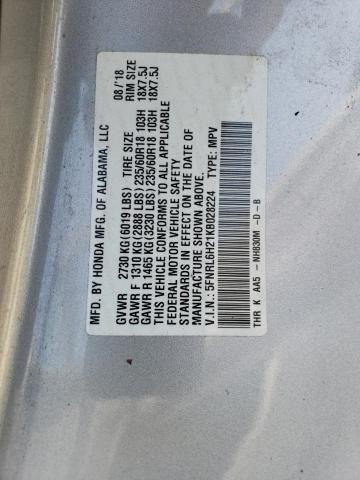 MFD. BY HONDA MFG. OF ALABAMA, LLC 08/'18
GVWR 2730 KG(6019 LBS) TIRE SIZE RIM SIZE
GAWR F 1310 KG(2888 LBS)235/60R18 103H 18X7.5J
GAWR R 1465 KG(3230 LBS)235/60R18 103H 18X7.5J
THIS VEHICLE CONFORMS TO ALL APPLICABLE
FEDERAL MOTOR VEHICLE SAFETY
STANDARDS IN EFFECT ON THE DATE OF
MANUFACTURE SHOWN ABOVE.
V.I.N.: 5FNRL6H21KB028224 TYPE: MPV
THR K AA5 - NH830M -D-B